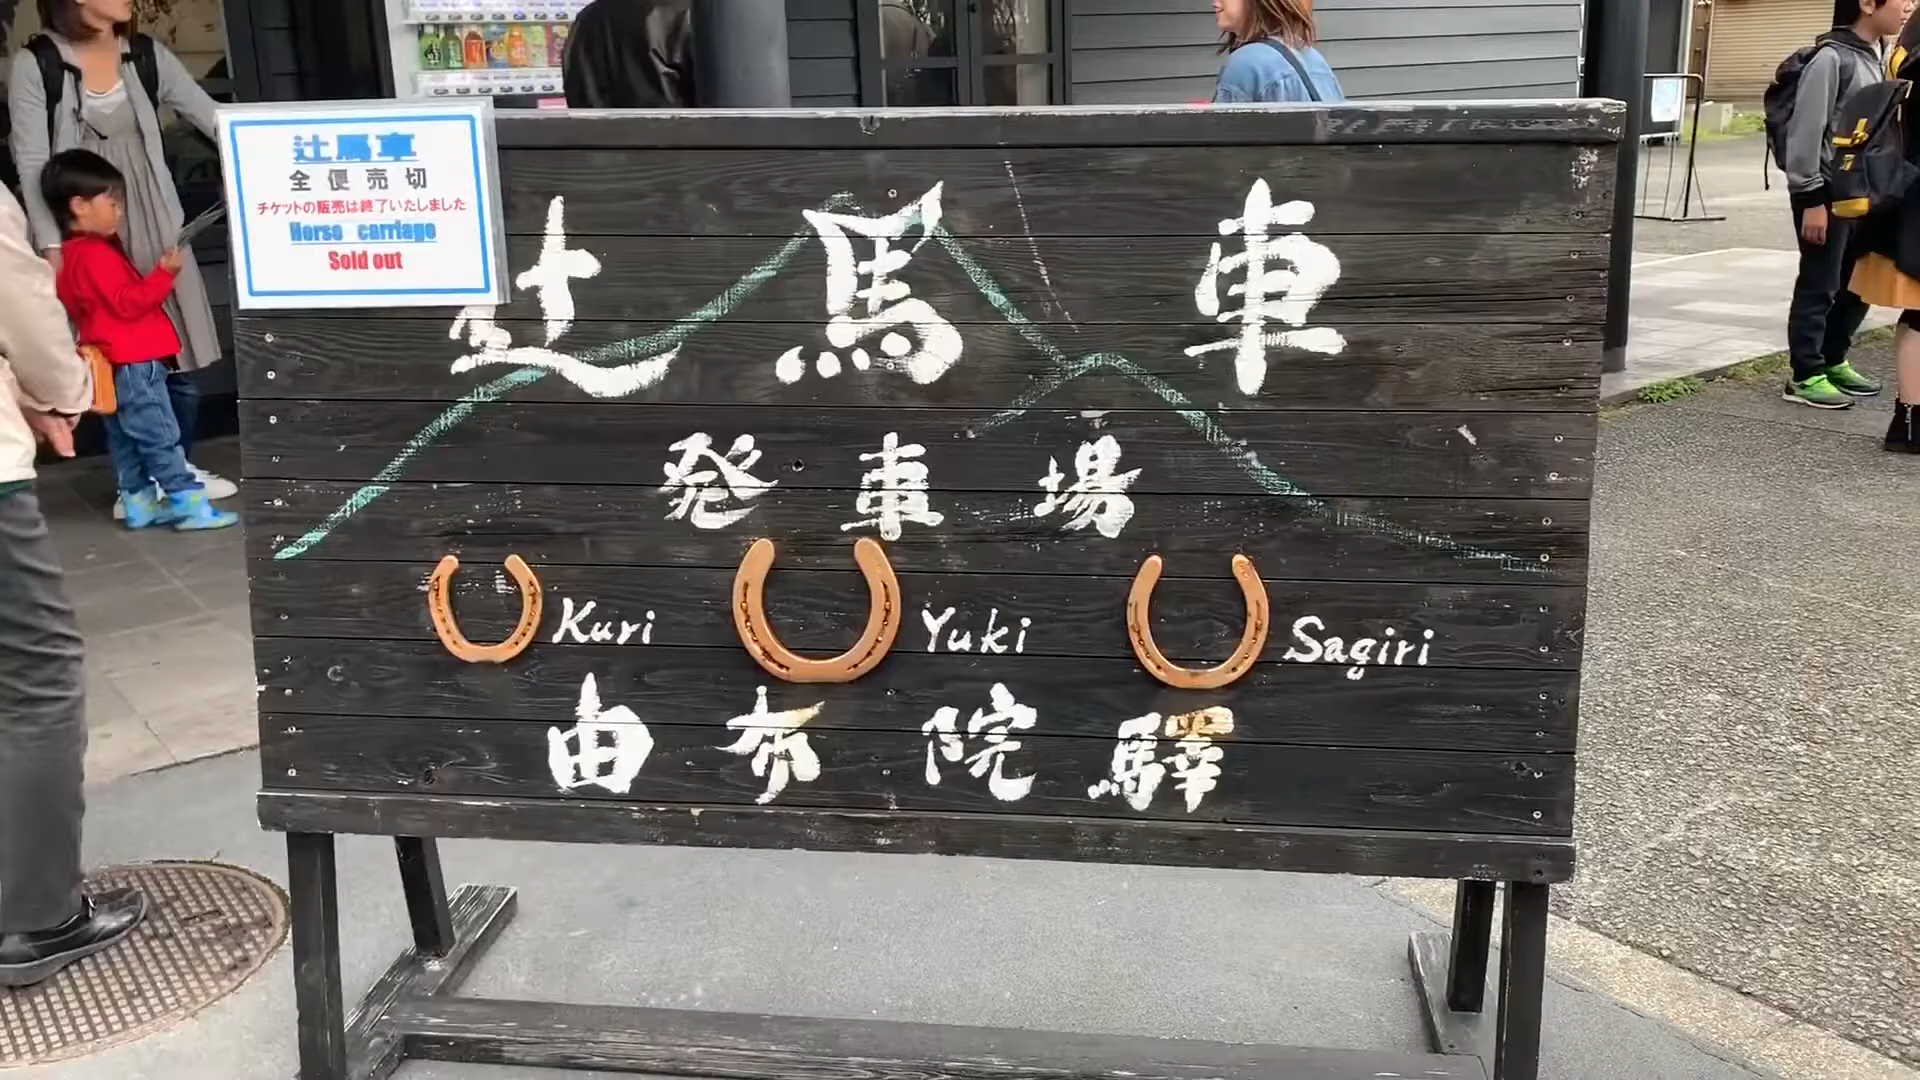 辻馬車
全便売切
チケットの販売は終了いたしました
Horse carriage
Sold out
辻馬車
発車場
Kuri Yuki Sagiri
由布院驛